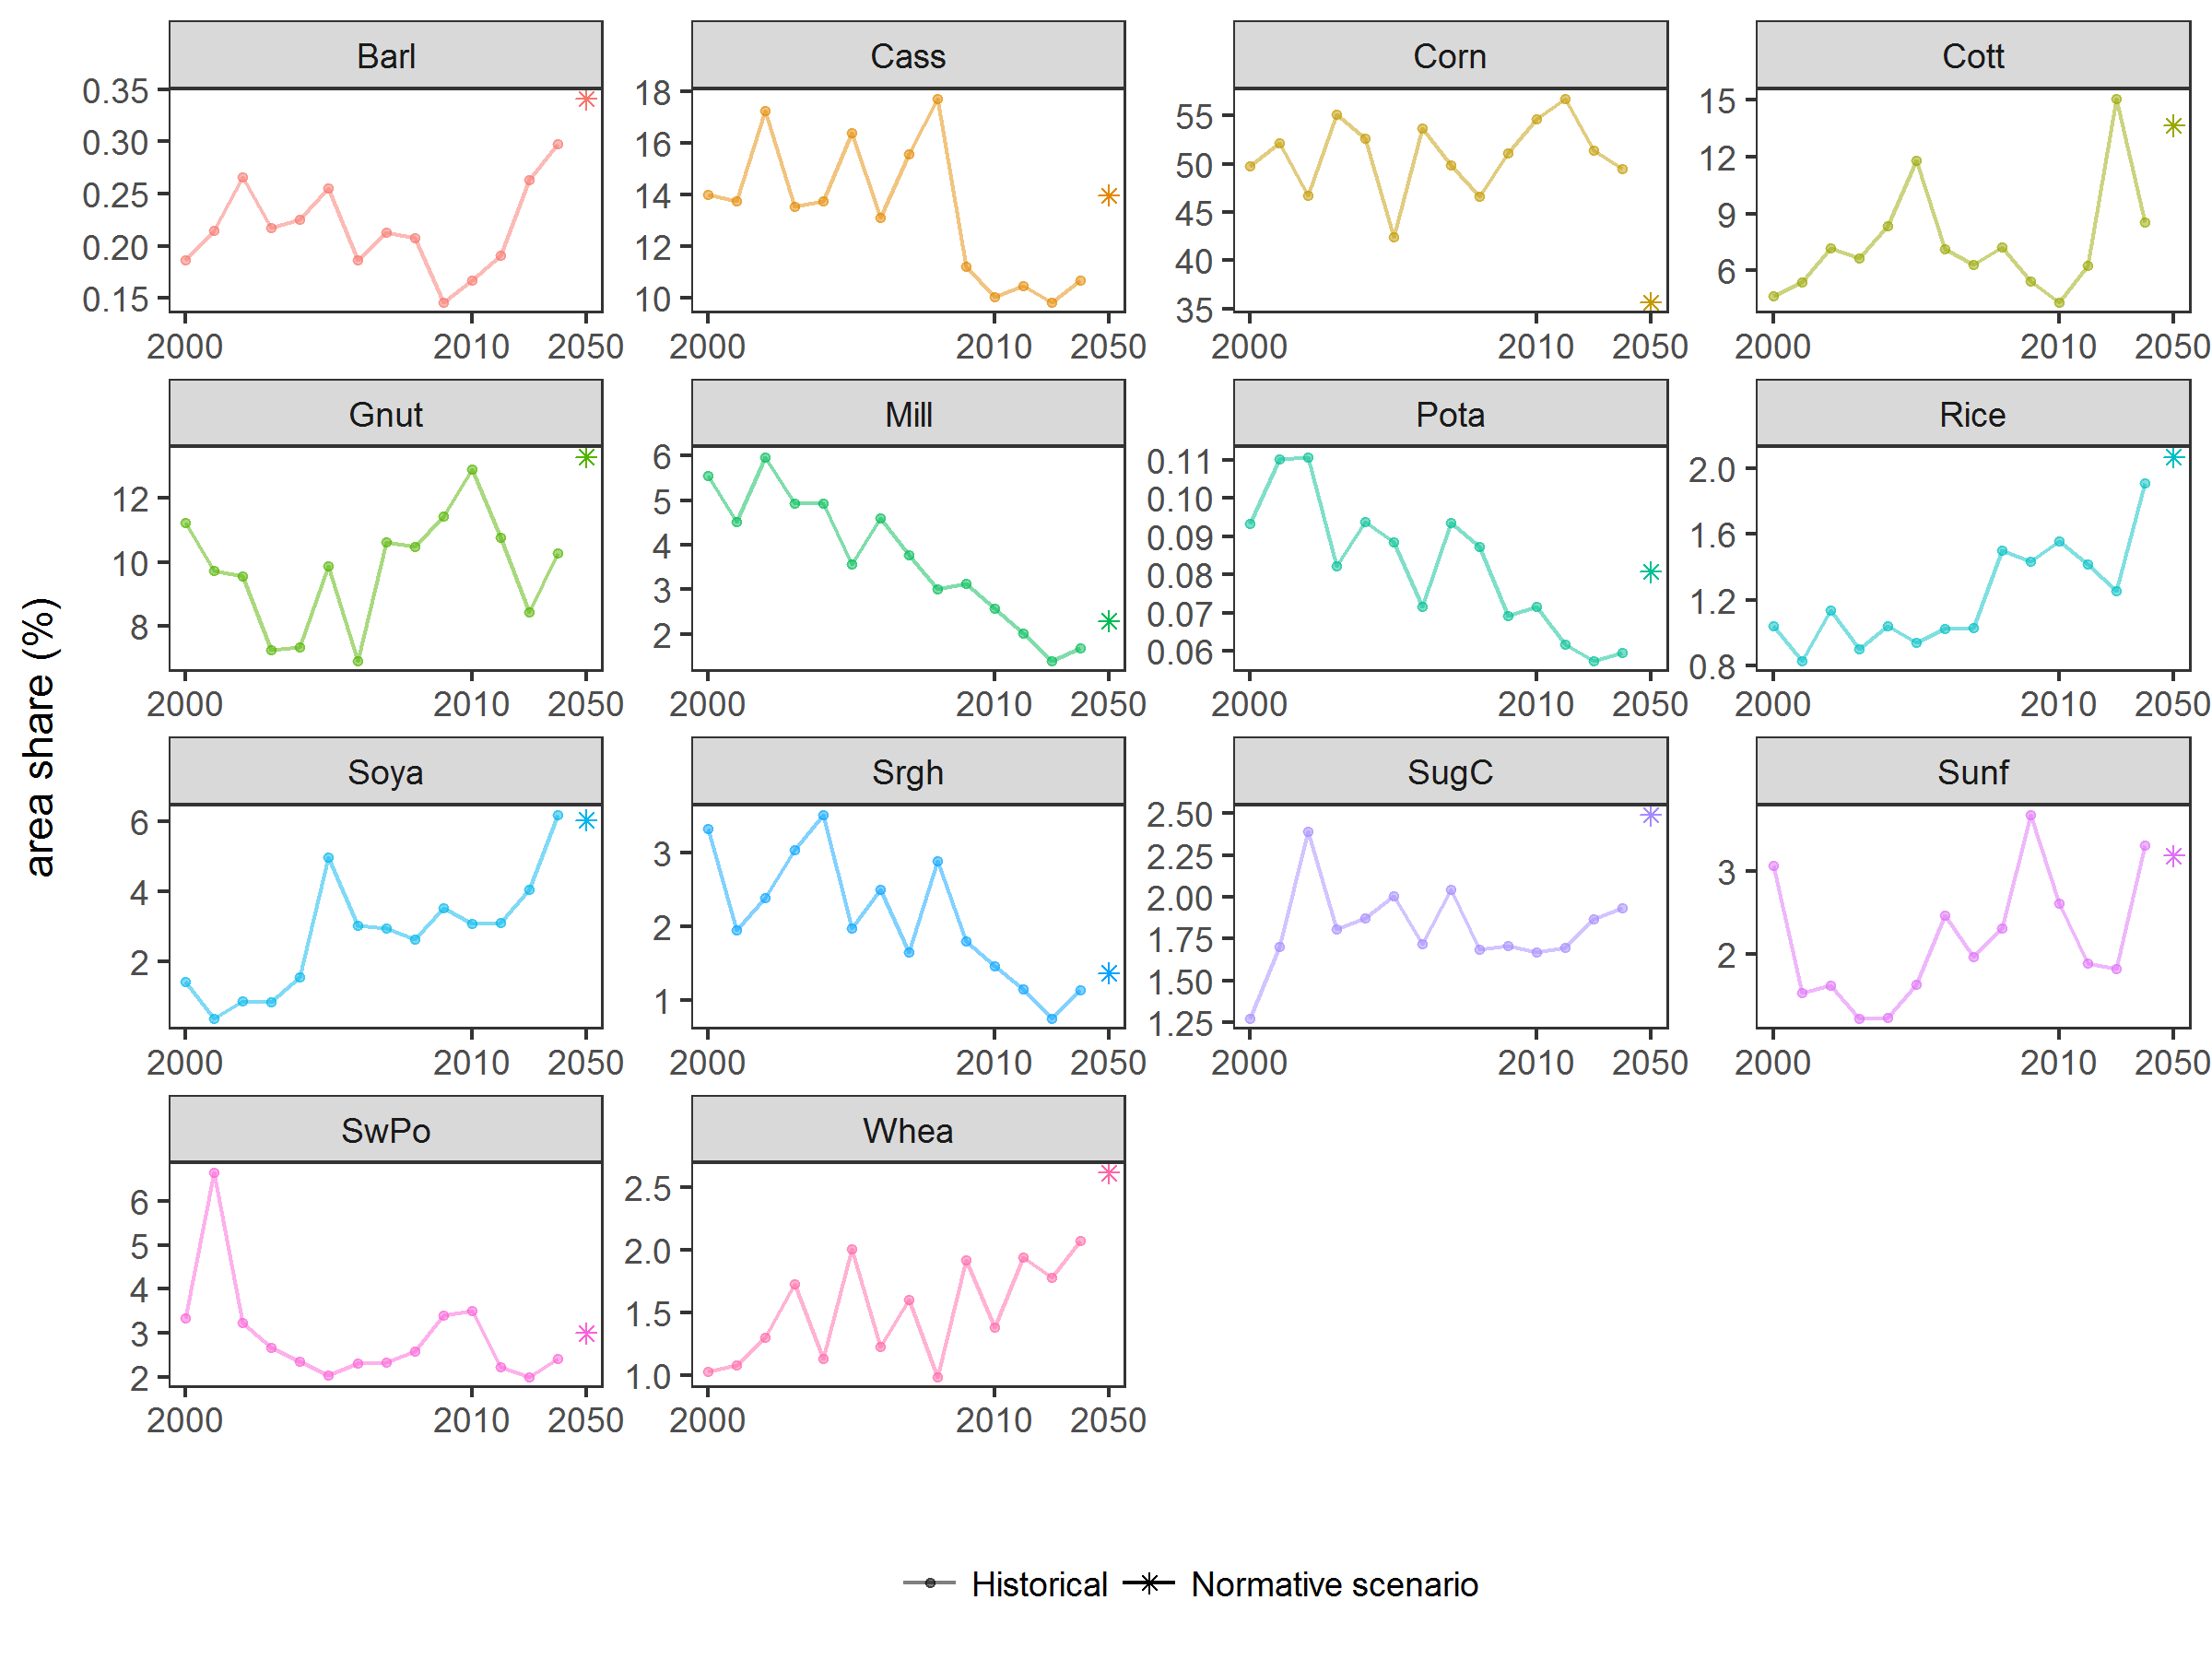 Barl
Cass
Corn
Cott
0.35
0.30
0.25
0.20
0.15
18
16
14
12
10
55
50
45
40
35
15
12
9
6
2000 2010 2050
2000 2010 2050
2000 2010 2050
2000 2010 2050
Gnut
Mill
Pota
Rice
12
10
8
6
5
4
3
2
0.11
0.10
0.09
0.08
0.07
0.06
2.0
1.6
1.2
0.8
2000 2010 2050
2000 2010 2050
2000 2010 2050
2000 2010 2050
area share (%)
Soya
Srgh
SugC
Sunf
6
4
2
3
2
1
2.50
2.25
2.00
1.75
1.50
1.25
3
2
2000 2010 2050
2000 2010 2050
2000 2010 2050
2000 2010 2050
SwPo
Whea
6
5
4
3
2
2.5
2.0
1.5
1.0
2000 2010 2050
2000 2010 2050
Historical
Normative scenario